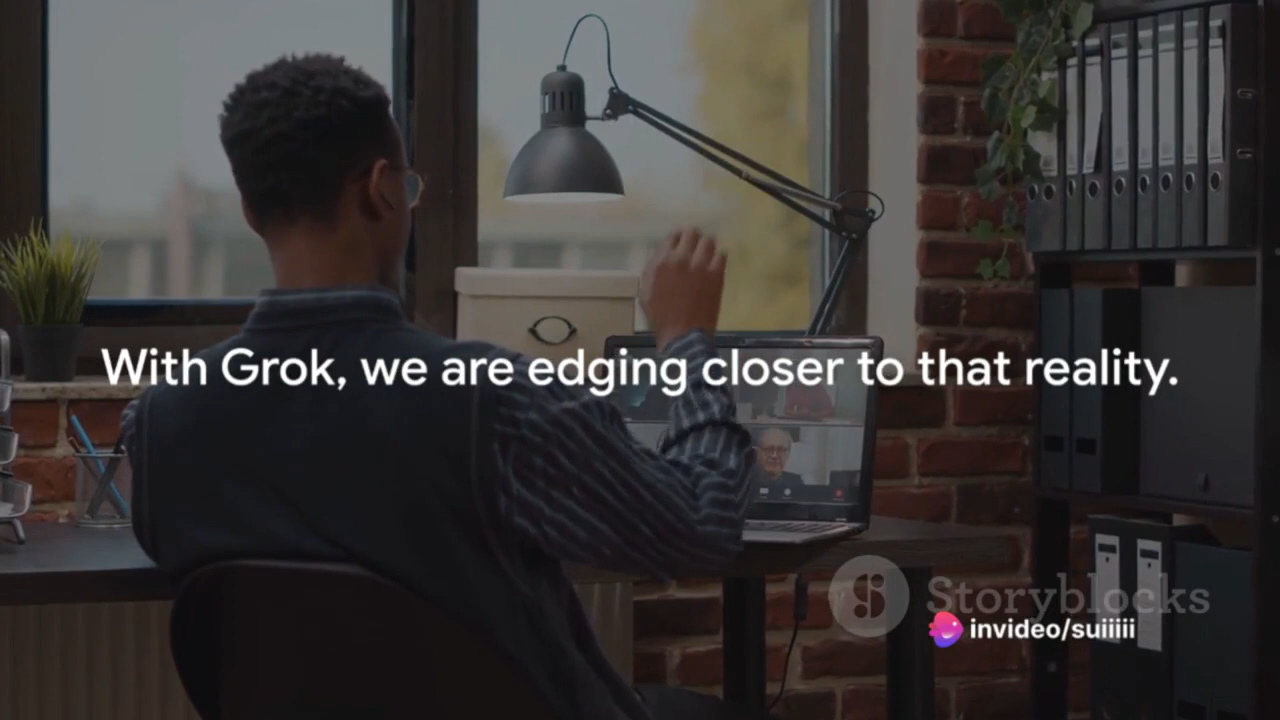 With Grok, we are edging closer to that reality.
Storyblocks
invideo/suiiiii